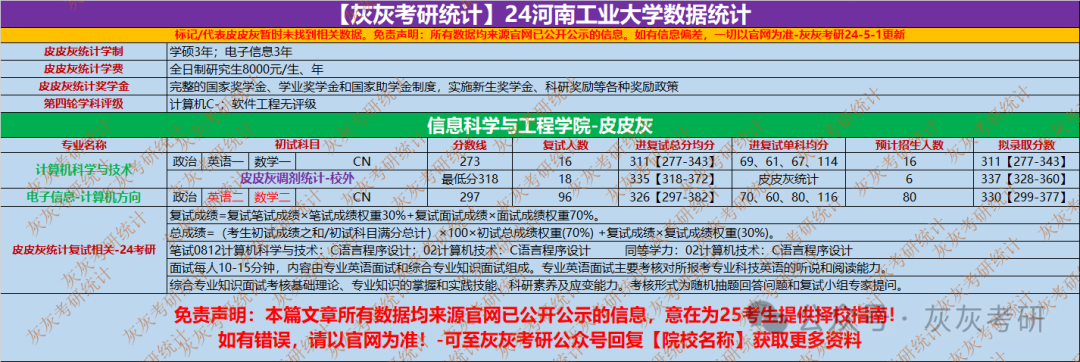 【灰灰考研统计】24河南工业大学数据统计
标记/代表皮皮灰暂时未找到相关数据。免责声明：所有数据均来源官网已公开公示的信息。如有信息偏差，一切以官网为准-灰灰考研24-5-1更新
皮皮灰统计学制 学硕3年；电子信息3年
皮皮灰统计学费 全日制研究生8000元/生、年
皮皮灰统计奖学金 完整的国家奖学金、学业奖学金和国家助学金制度，实施新生奖学金、科研奖励等各种奖励政策
第四轮学科评级 计算机C-；软件工程无评级
信息科学与工程学院-皮皮灰
专业名称 初试科目 分数线 复试人数 进复试总分均分 进复试单科均分 预计招生人数 拟录取分数
计算机科学与技术 政治 英语一 数学一 CN 273 16 311【277-343】 69、61、67、114 16 311【277-343】
皮皮灰调剂统计-校外 最低分318 18 335【318-372】 皮皮灰统计 6 337【328-360】
电子信息-计算机方向 政治 英语二 数学二 CN 297 96 326【297-382】 70、60、80、116 80 330【299-377】
皮皮灰统计复试相关-24考研
复试成绩=复试笔试成绩×笔试成绩权重30%+复试面试成绩×面试成绩权重70%。
总成绩=（考生初试成绩之和/初试科目满分总计）×100×初试总成绩权重(70%) +复试成绩×复试成绩权重(30%)。
笔试0812计算机科学与技术：C语言程序设计；02计算机技术：C语言程序设计 同等学力：02计算机技术：C语言程序设计
面试每人10-15分钟，内容由专业英语面试和综合专业知识面试组成。专业英语面试主要考核对所报考专业科技英语的听说和阅读能力。
综合专业知识面试考核基础理论、专业知识的掌握和实践技能、科研素养及应变能力。考核形式为随机抽题回答问题和复试小组专家提问。
免责声明：本篇文章所有数据均来源官网已公开公示的信息，意在为25考生提供择校指南！
如有错误，请以官网为准！-可至灰灰考研公众号回复【院校名称】获取更多资料
公众号·灰灰考研